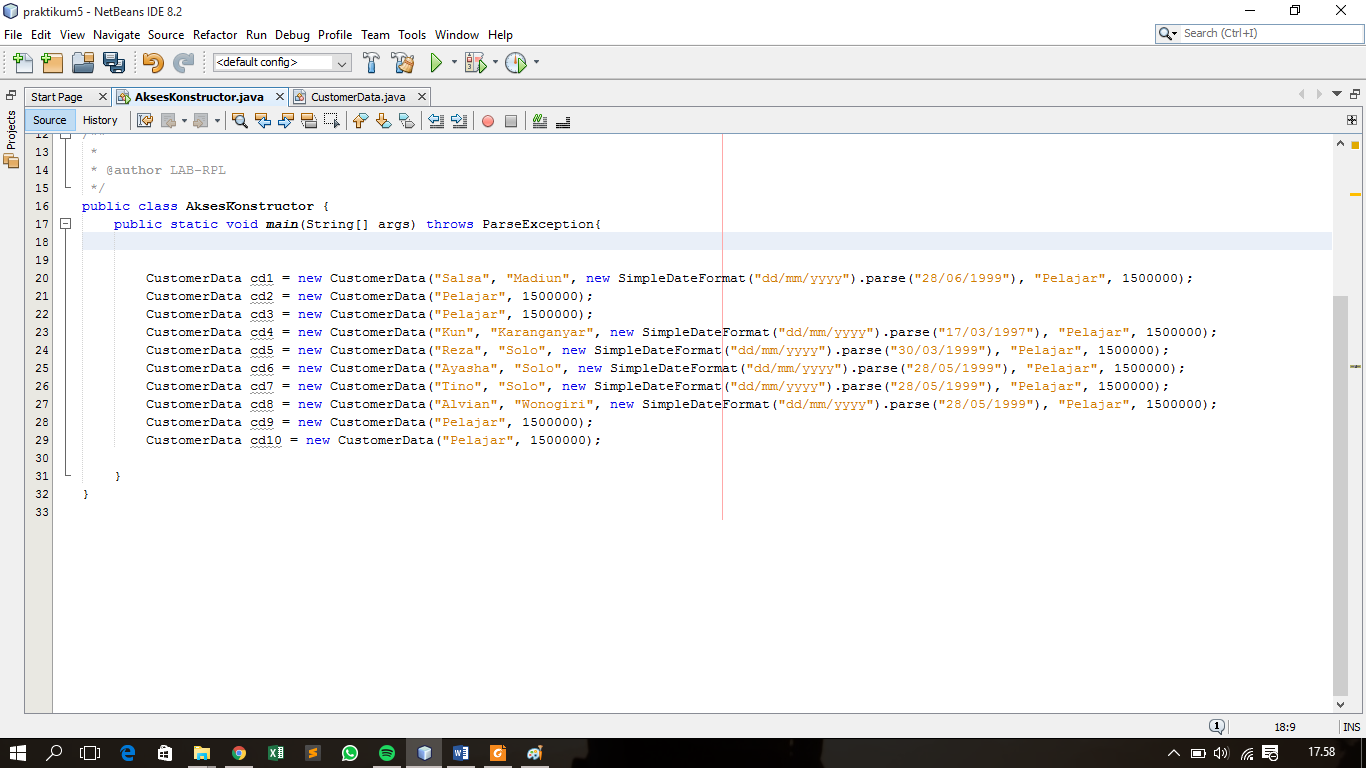 praktikum5 - NetBeans IDE 8.2
File Edit View Navigate Source Refactor Run Debug Profile Team Tools Window Help
Search (Ctrl+I)
<default config>
Start Page AksesKonstructor.java CustomerData.java
Projects
Source History
12 /**
13 *
14 * @author LAB-RPL
15 */
16 public class AksesKonstructor {
17 public static void main(String[] args) throws ParseException{
18
19
20 CustomerData cd1 = new CustomerData("Salsa", "Madiun", new SimpleDateFormat("dd/mm/yyyy").parse("28/06/1999"), "Pelajar", 1500000);
21 CustomerData cd2 = new CustomerData("Pelajar", 1500000);
22 CustomerData cd3 = new CustomerData("Pelajar", 1500000);
23 CustomerData cd4 = new CustomerData("Kun", "Karanganyar", new SimpleDateFormat("dd/mm/yyyy").parse("17/03/1997"), "Pelajar", 1500000);
24 CustomerData cd5 = new CustomerData("Reza", "Solo", new SimpleDateFormat("dd/mm/yyyy").parse("30/03/1999"), "Pelajar", 1500000);
25 CustomerData cd6 = new CustomerData("Ayasha", "Solo", new SimpleDateFormat("dd/mm/yyyy").parse("28/05/1999"), "Pelajar", 1500000);
26 CustomerData cd7 = new CustomerData("Tino", "Solo", new SimpleDateFormat("dd/mm/yyyy").parse("28/05/1999"), "Pelajar", 1500000);
27 CustomerData cd8 = new CustomerData("Alvian", "Wonogiri", new SimpleDateFormat("dd/mm/yyyy").parse("28/05/1999"), "Pelajar", 1500000);
28 CustomerData cd9 = new CustomerData("Pelajar", 1500000);
29 CustomerData cd10 = new CustomerData("Pelajar", 1500000);
30
31 }
32 }
33
1 18:9 INS
17.58